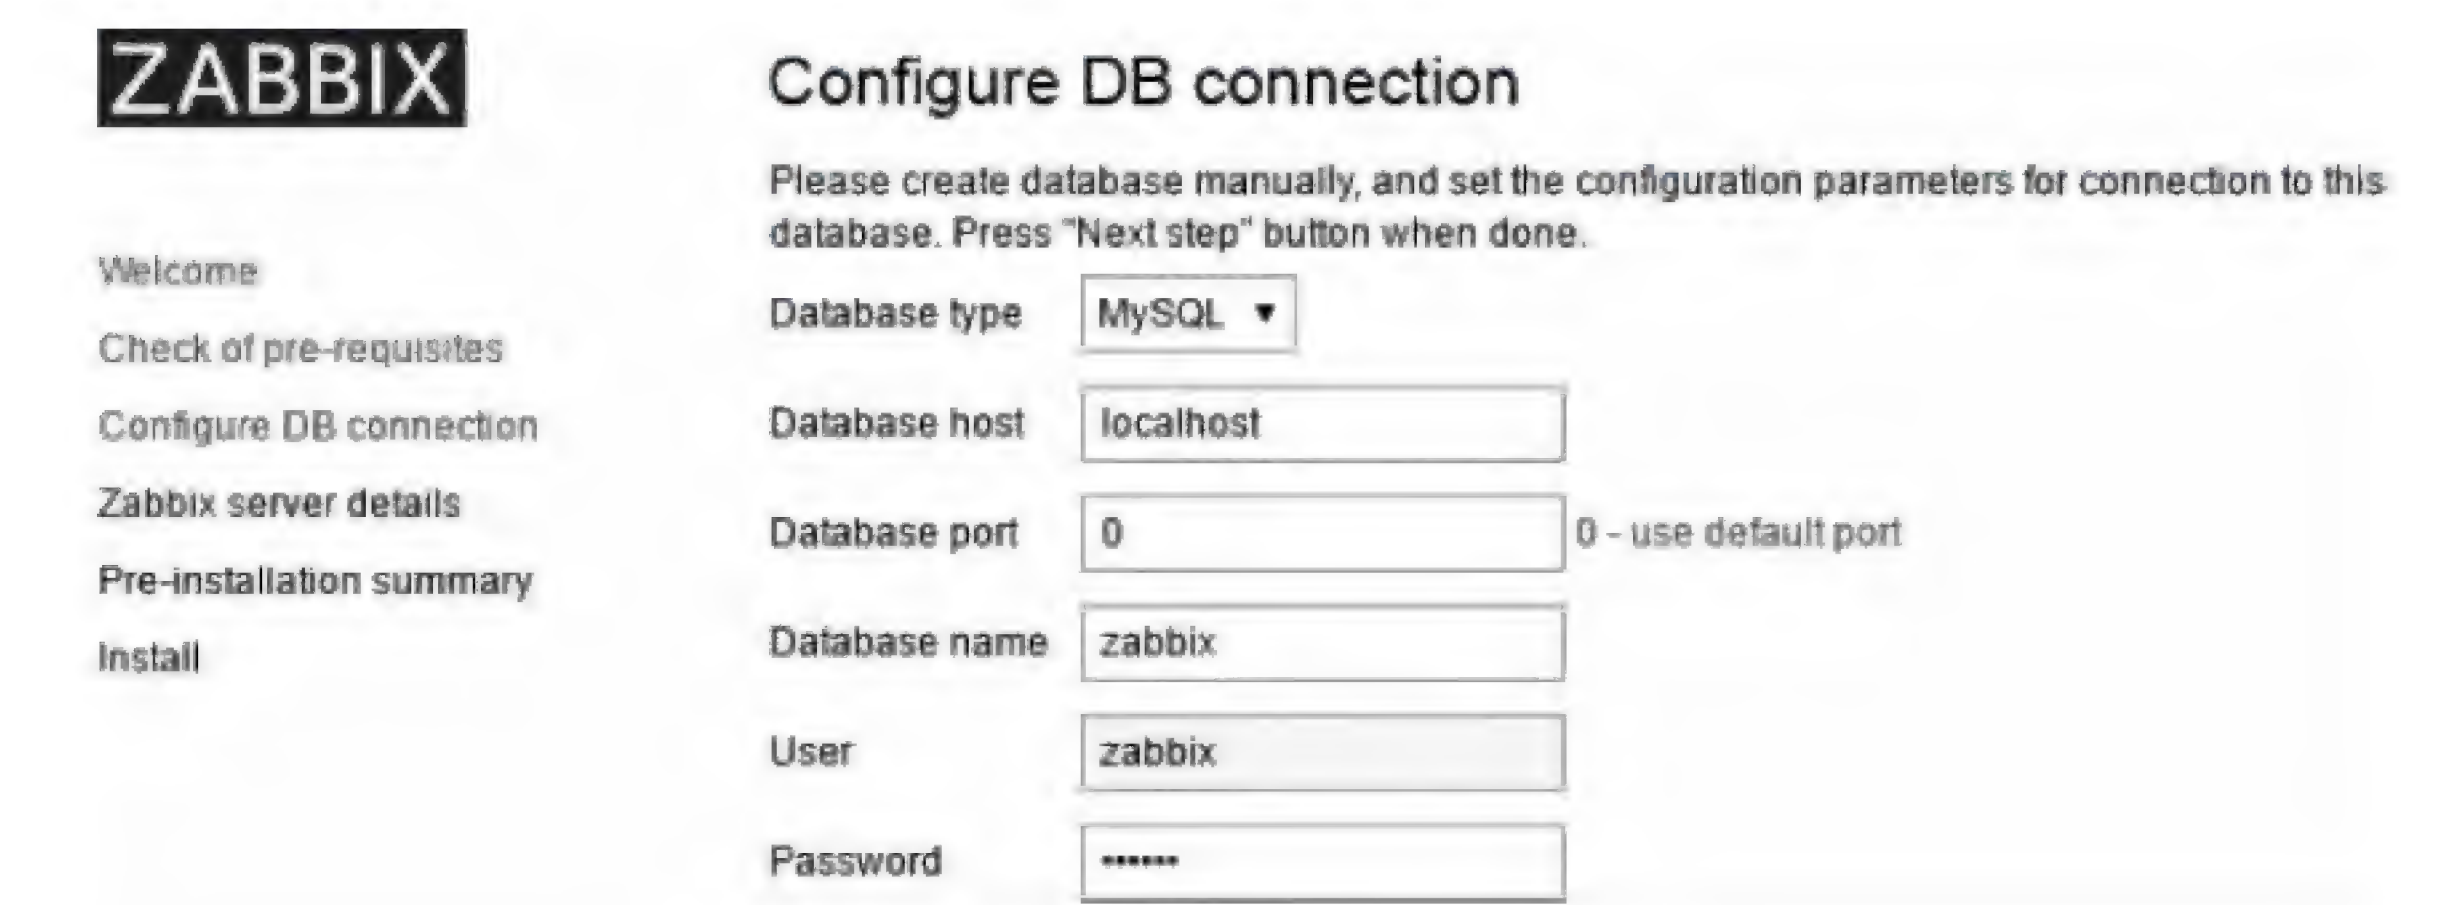 ZABBIX
Configure DB connection
Please create database manually, and set the configuration parameters for connection to this
database. Press "Next step" button when done.
Welcome
Check of pre-requisites
Configure DB connection
Zabbix server details
Pre-installation summary
Install
Database type MySQL ▼
Database host localhost
Database port 0 0 - use default port
Database name zabbix
User zabbix
Password ••••••